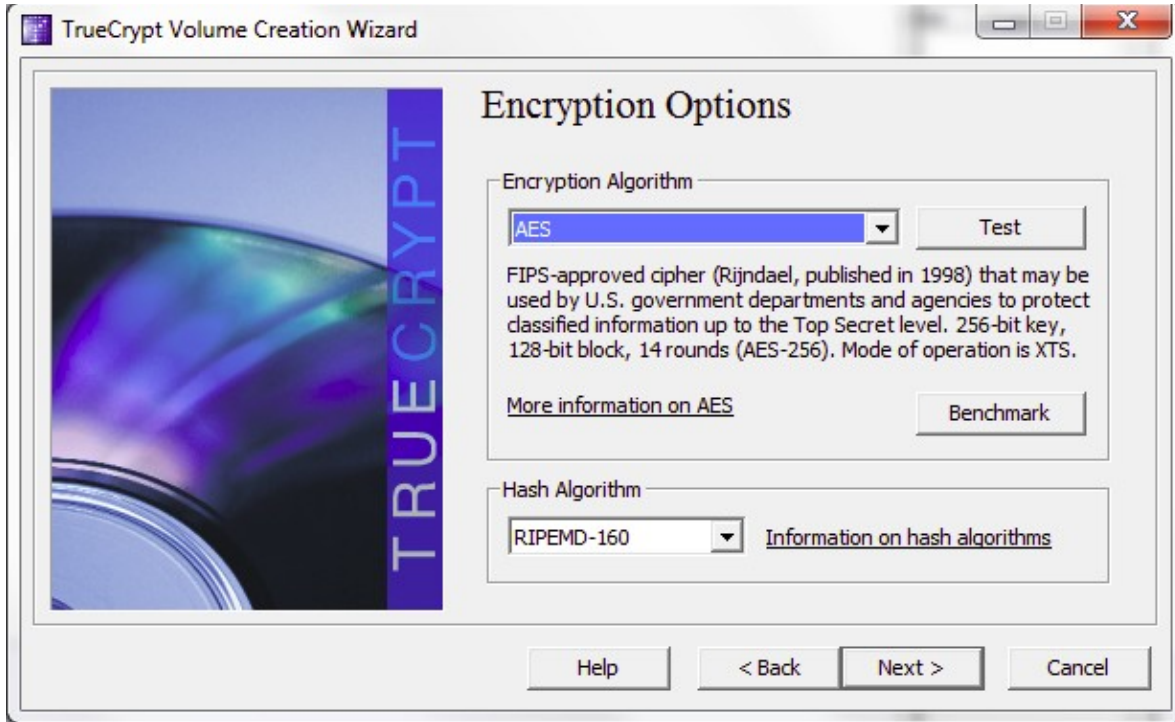 TrueCrypt Volume Creation Wizard
TRUECRYPT
Encryption Options
Encryption Algorithm
AES
Test
FIPS-approved cipher (Rijndael, published in 1998) that may be
used by U.S. government departments and agencies to protect
classified information up to the Top Secret level. 256-bit key,
128-bit block, 14 rounds (AES-256). Mode of operation is XTS.
More information on AES
Benchmark
Hash Algorithm
RIPEMD-160
Information on hash algorithms
Help
< Back
Next >
Cancel